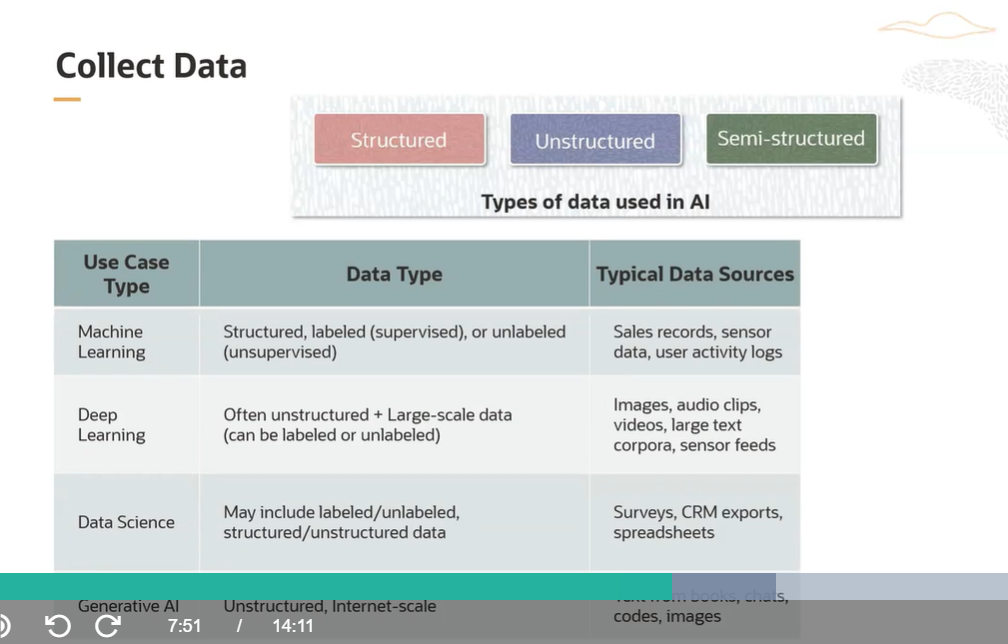 Collect Data
Structured
Unstructured
Semi-structured
Types of data used in AI
Use Case
Type
Data Type
Typical Data Sources
Machine
Learning
Structured, labeled (supervised), or unlabeled
(unsupervised)
Sales records, sensor
data, user activity logs
Deep
Learning
Often unstructured + Large-scale data
(can be labeled or unlabeled)
Images, audio clips,
videos, large text
corpora, sensor feeds
Data Science
May include labeled/unlabeled,
structured/unstructured data
Surveys, CRM exports,
spreadsheets
Generative AI
Unstructured, Internet-scale
Text from books, chats,
codes, images
7:51 / 14:11